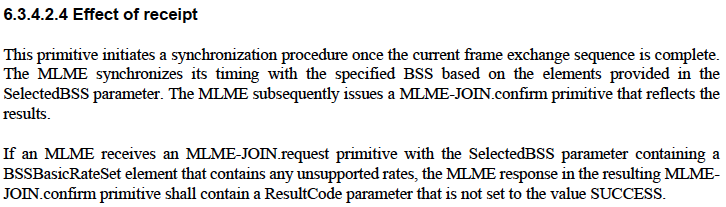 6.3.4.2.4 Effect of receipt
This primitive initiates a synchronization procedure once the current frame exchange sequence is complete.
The MLME synchronizes its timing with the specified BSS based on the elements provided in the
SelectedBSS parameter. The MLME subsequently issues a MLME-JOIN.confirm primitive that reflects the
results.
If an MLME receives an MLME-JOIN.request primitive with the SelectedBSS parameter containing a
BSSBasicRateSet element that contains any unsupported rates, the MLME response in the resulting MLME-
JOIN.confirm primitive shall contain a ResultCode parameter that is not set to the value SUCCESS.